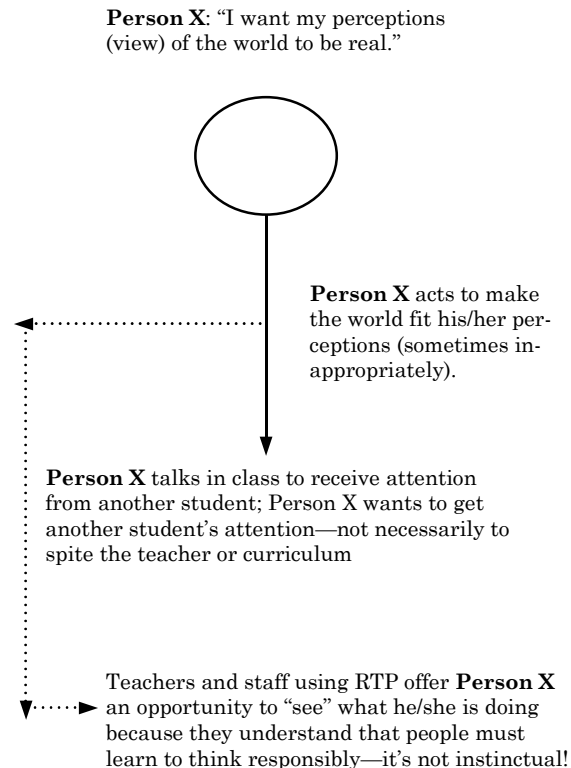 Person X: “I want my perceptions
(view) of the world to be real.”
Person X acts to make
the world fit his/her per-
ceptions (sometimes in-
appropriately).
Person X talks in class to receive attention
from another student; Person X wants to get
another student’s attention—not necessarily to
spite the teacher or curriculum
Teachers and staff using RTP offer Person X
an opportunity to “see” what he/she is doing
because they understand that people must
learn to think responsibly—it’s not instinctual!